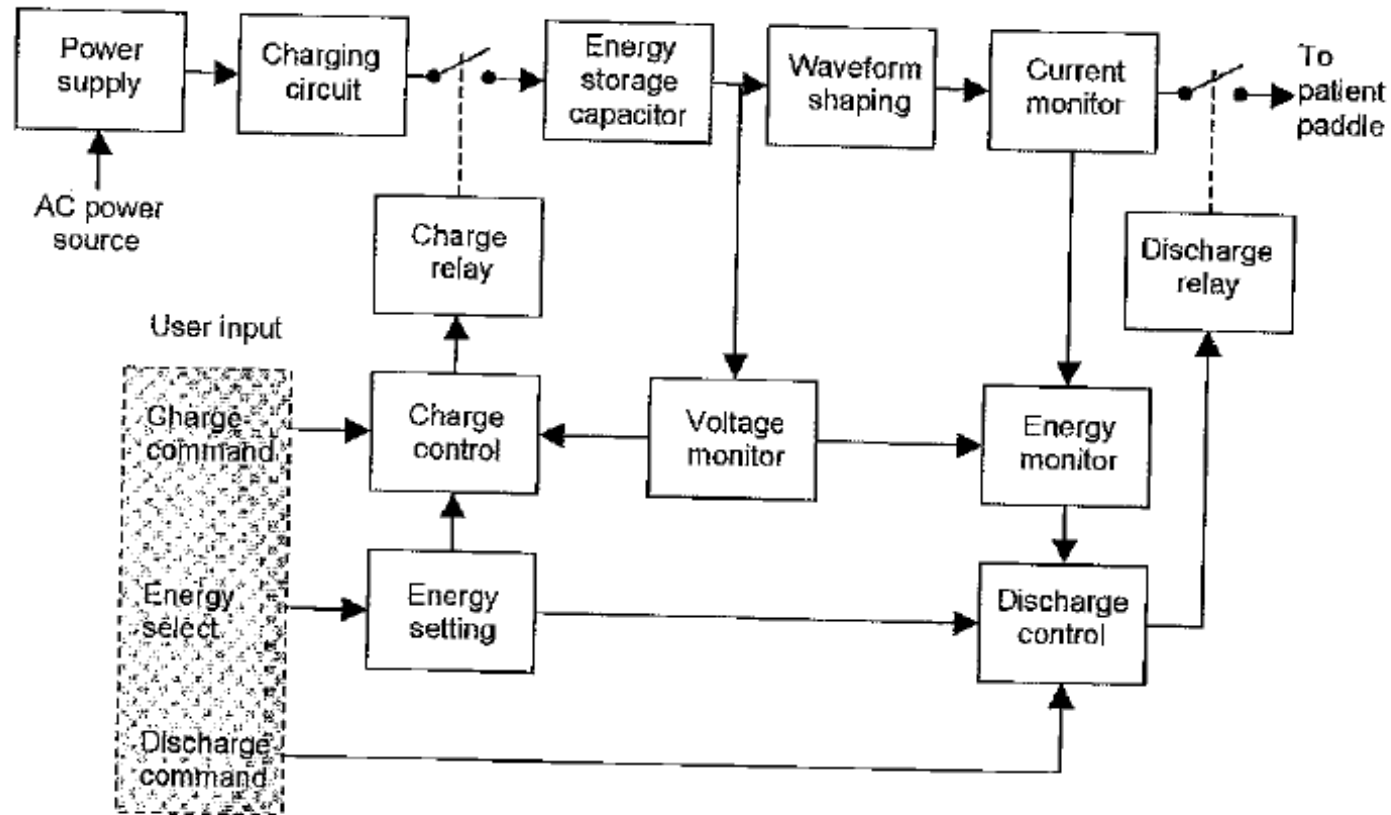 Power
supply
Charging
circuit
Energy
storage
capacitor
Waveform
shaping
Current
monitor
To
patient
paddle
AC power
source
Charge
relay
Discharge
relay
User input
Charge
command
Charge
control
Voltage
monitor
Energy
monitor
Energy
select
Energy
setting
Discharge
control
Discharge
command